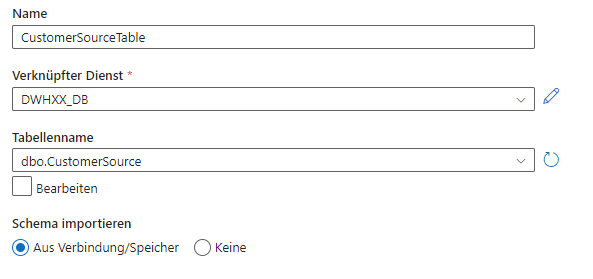 Name
CustomerSourceTable
Verknüpfter Dienst *
DWHXX_DB
Tabellenname
dbo.CustomerSource
Bearbeiten
Schema importieren
Aus Verbindung/Speicher Keine